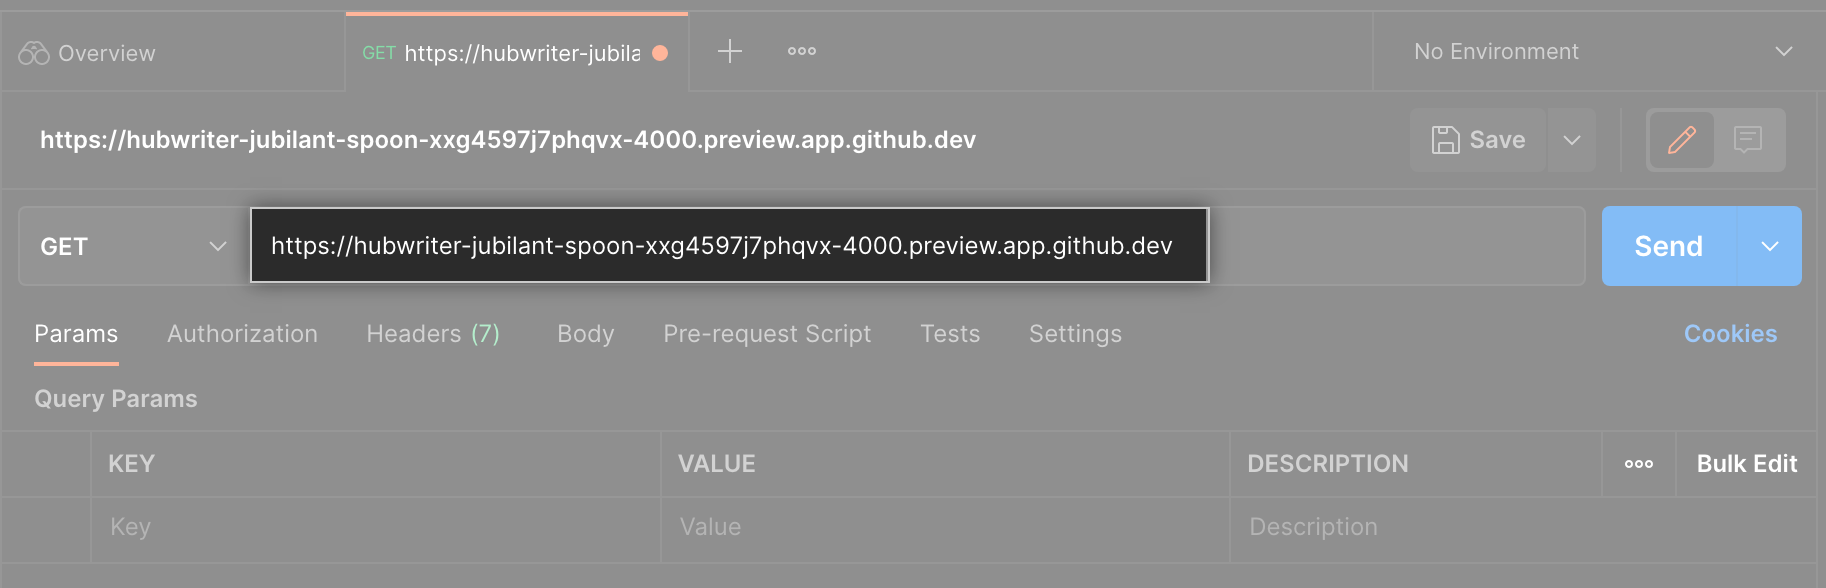 Overview
GET https://hubwriter-jubila
No Environment
https://hubwriter-jubilant-spoon-xxg4597j7phqvx-4000.preview.app.github.dev
Save
GET
https://hubwriter-jubilant-spoon-xxg4597j7phqvx-4000.preview.app.github.dev
Send
Params Authorization Headers (7) Body Pre-request Script Tests Settings Cookies
Query Params
KEY VALUE DESCRIPTION Bulk Edit
Key Value Description